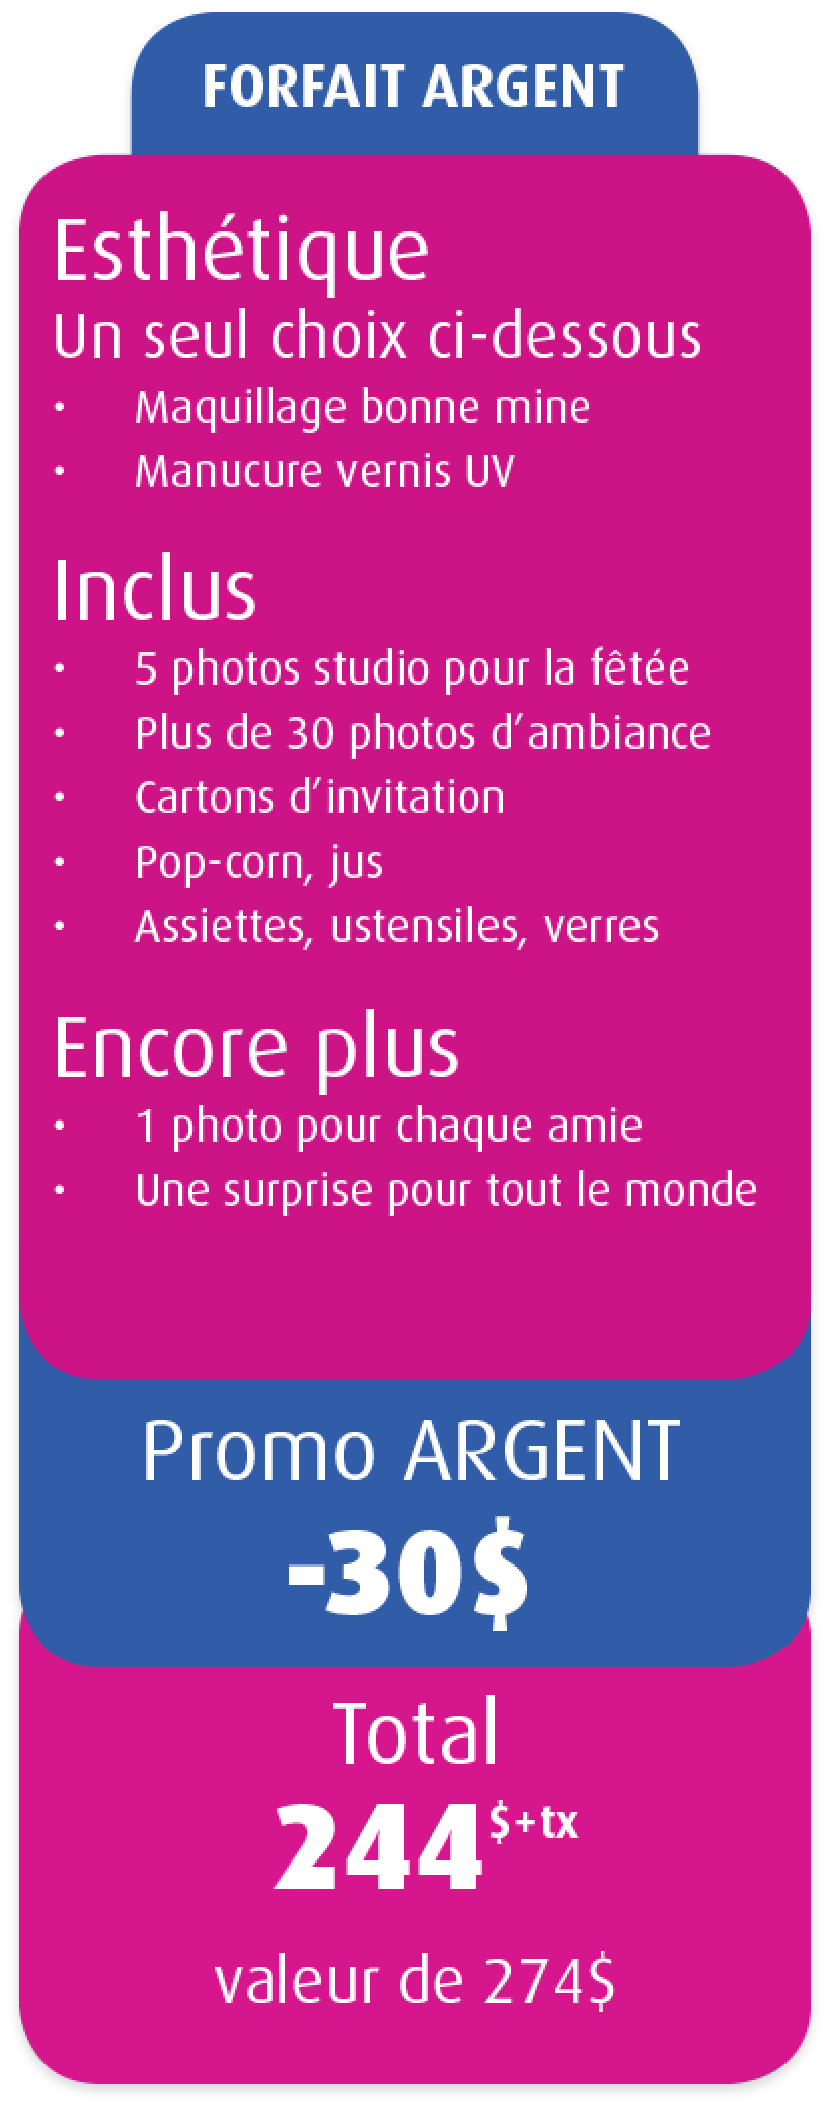 FORFAIT ARGENT
Esthétique
Un seul choix ci-dessous
• Maquillage bonne mine
• Manucure vernis UV
Inclus
• 5 photos studio pour la fêtée
• Plus de 30 photos d’ambiance
• Cartons d’invitation
• Pop-corn, jus
• Assiettes, ustensiles, verres
Encore plus
• 1 photo pour chaque amie
• Une surprise pour tout le monde
Promo ARGENT
-30$
Total
244$+tx
valeur de 274$